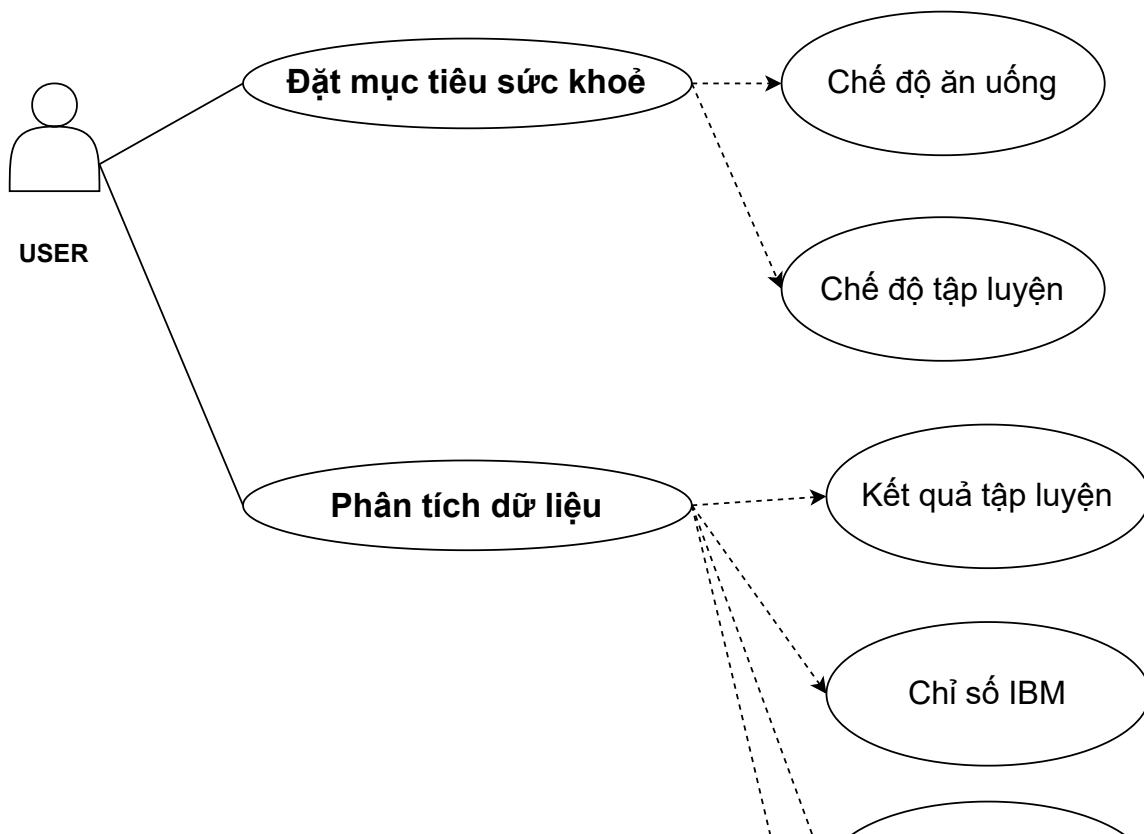 Đặt mục tiêu sức khoẻ
Chế độ ăn uống
USER
Chế độ tập luyện
Phân tích dữ liệu
Kết quả tập luyện
Chỉ số IBM